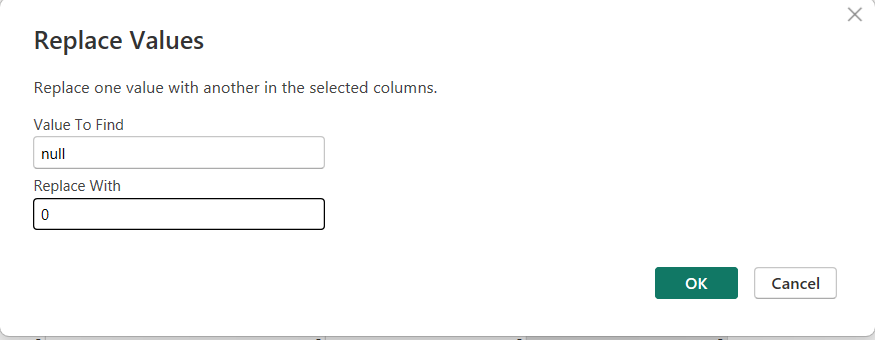 Replace Values
Replace one value with another in the selected columns.
Value To Find
null
Replace With
0
OK Cancel